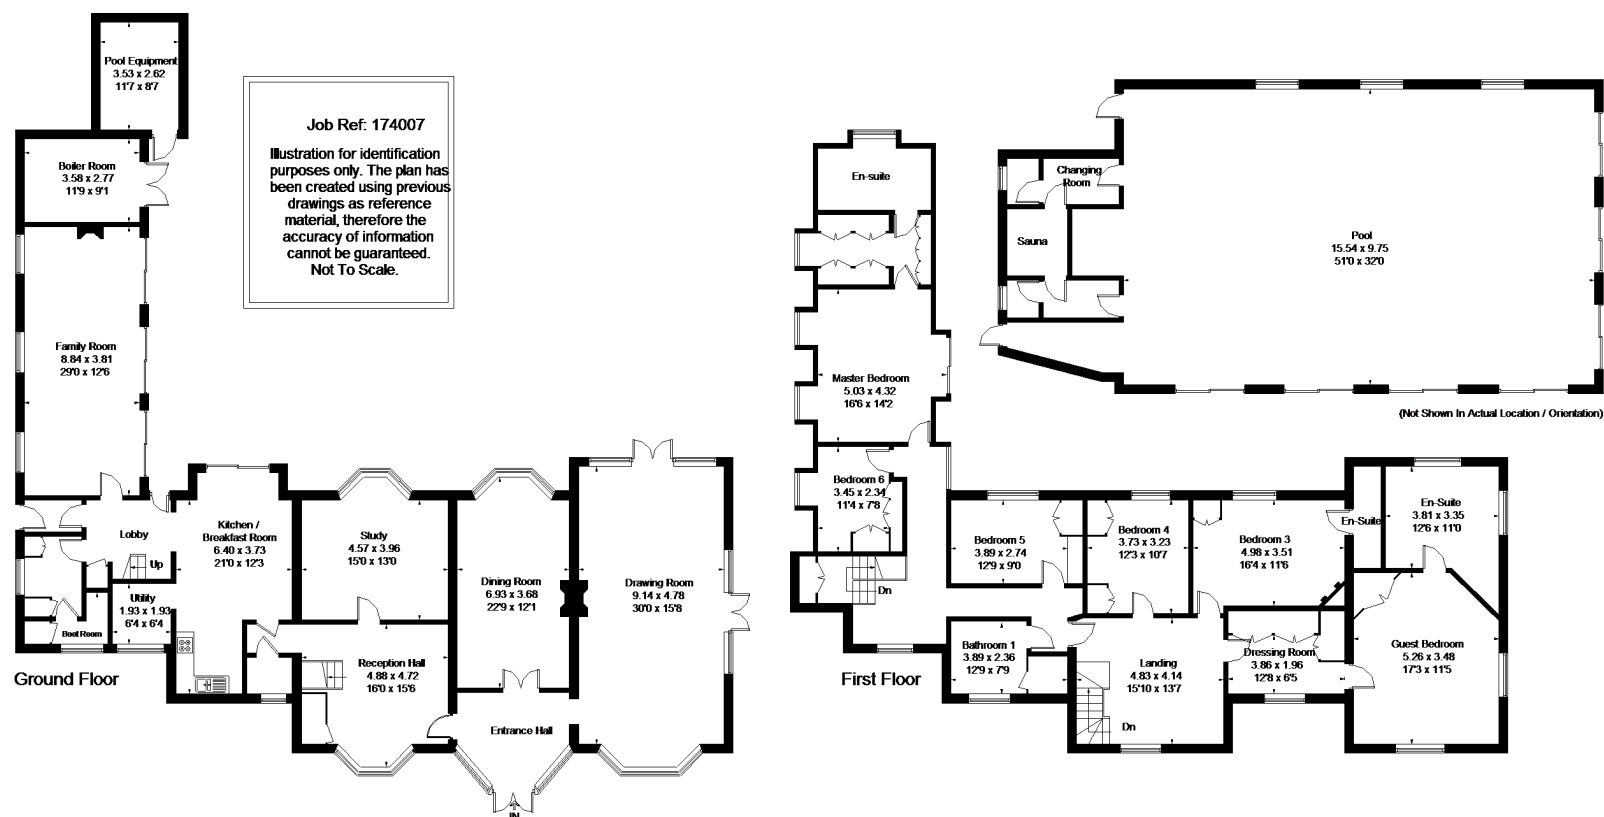 Pool Equipment
3.53 x 2.62
11'7 x 8'7
Boiler Room
3.58 x 2.77
11'9 x 9'1
Job Ref: 174007
Illustration for identification
purposes only. The plan has
been created using previous
drawings as reference
material, therefore the
accuracy of information
cannot be guaranteed.
Not To Scale.
Family Room
8.84 x 3.81
29'0 x 12'6
Lobby
Up
Kitchen /
Breakfast Room
6.40 x 3.73
21'0 x 12'3
Study
4.57 x 3.96
15'0 x 13'0
Dining Room
6.93 x 3.68
22'9 x 12'1
Drawing Room
9.14 x 4.78
30'0 x 15'8
Utility
1.93 x 1.93
6'4 x 6'4
Boot Room
Reception Hall
4.88 x 4.72
16'0 x 15'6
Entrance Hall
IN
Ground Floor
En-suite
Master Bedroom
5.03 x 4.32
16'6 x 14'2
Bedroom 6
3.45 x 2.34
11'4 x 7'8
Dn
Bedroom 5
3.89 x 2.74
12'9 x 9'0
Bedroom 4
3.73 x 3.23
12'3 x 10'7
Bedroom 3
4.98 x 3.51
16'4 x 11'6
En-Suite
En-Suite
3.81 x 3.35
12'6 x 11'0
Bathroom 1
3.89 x 2.36
12'9 x 7'9
Landing
4.83 x 4.14
15'10 x 13'7
Dn
Dressing Room
3.86 x 1.96
12'8 x 6'5
Guest Bedroom
5.26 x 3.48
17'3 x 11'5
First Floor
Changing
Room
Sauna
Pool
15.54 x 9.75
51'0 x 32'0
(Not Shown In Actual Location / Orientation)